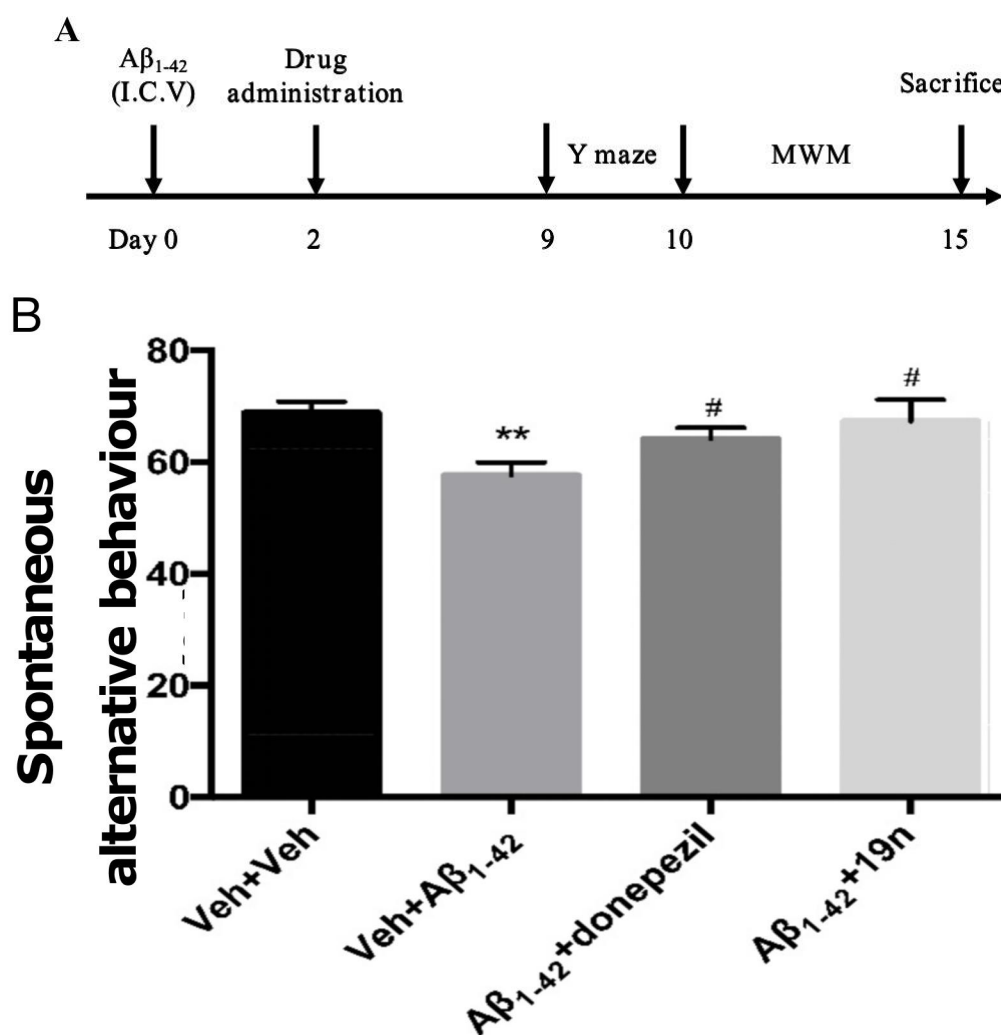 A
Aβ₁₋₄₂
(I.C.V)
Drug
administration
Sacrifice
Y maze
MWM
Day 0
2
9
10
15
B
Spontaneous
alternative behaviour
80
60
40
20
0
**
#
#
Veh+Veh
Veh+Aβ₁₋₄₂
Aβ₁₋₄₂+donepezil
Aβ₁₋₄₂+19n